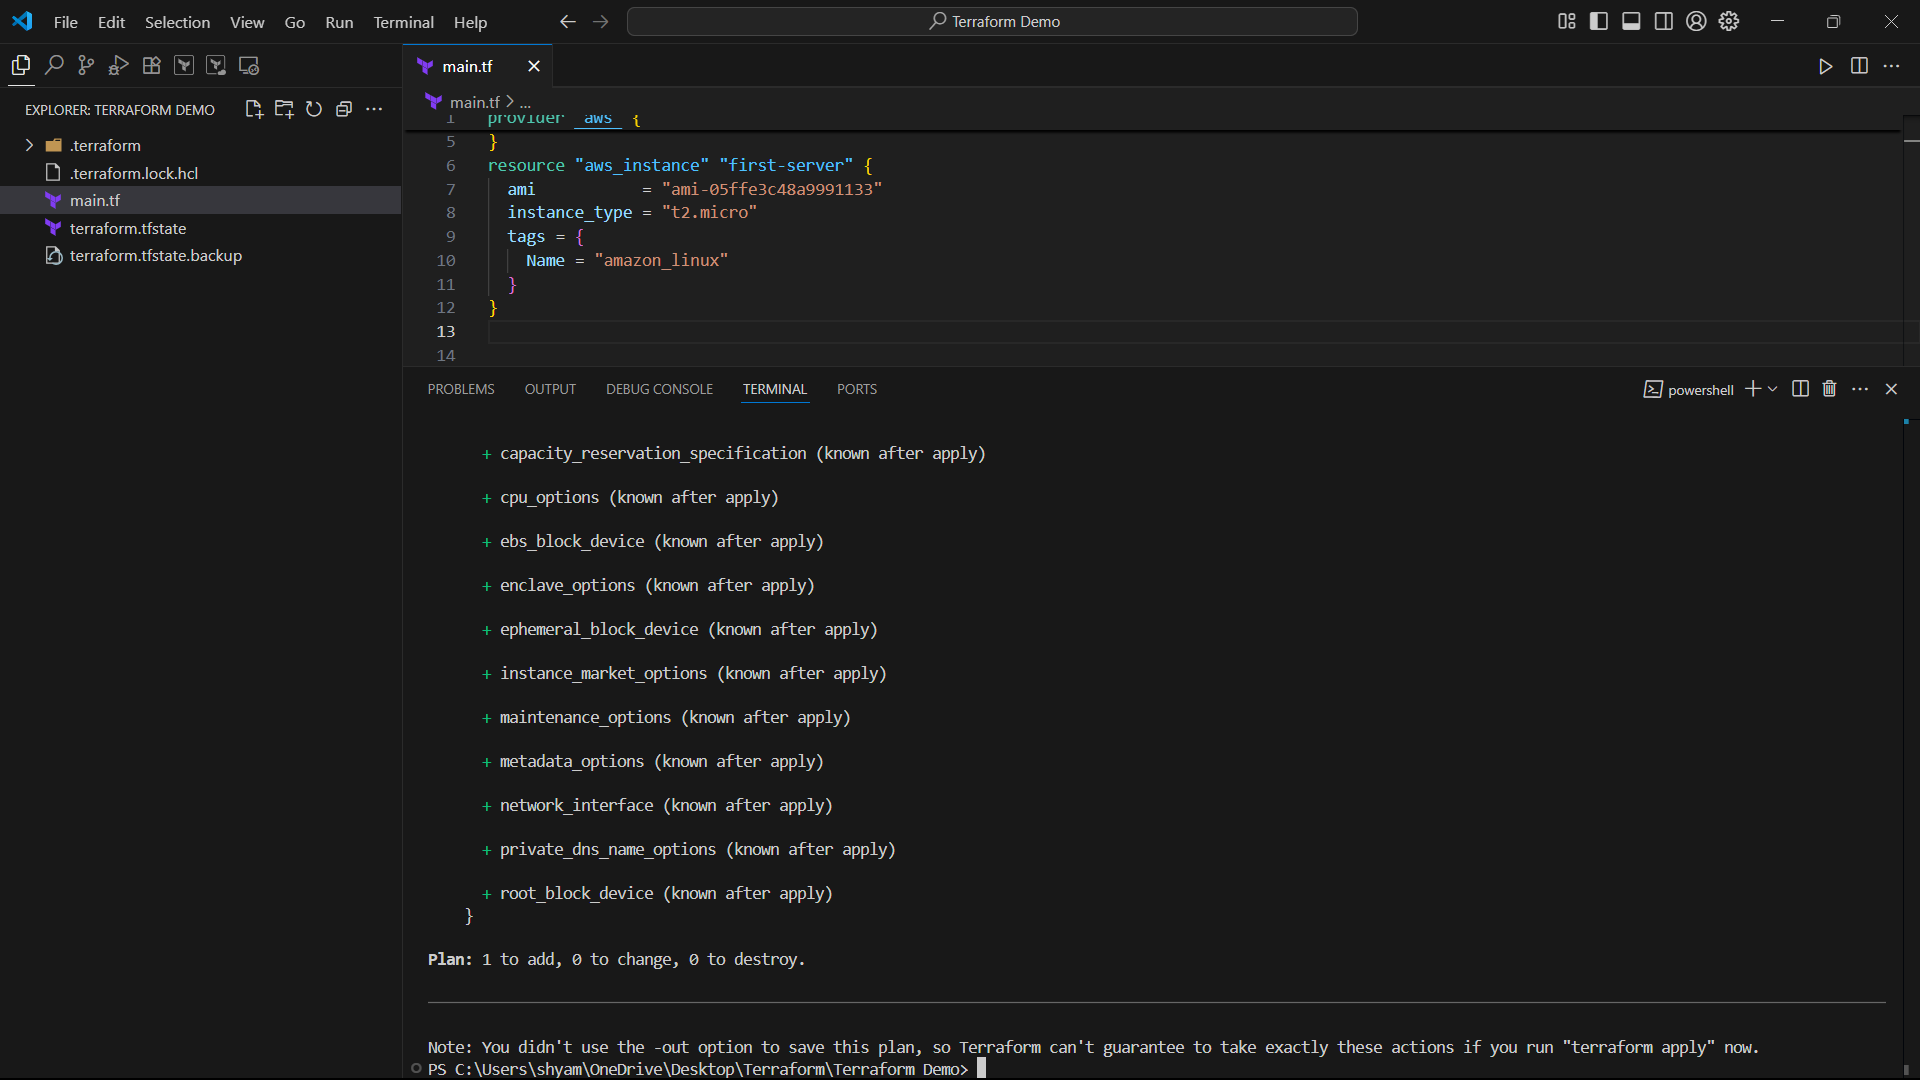 File Edit Selection View Go Run Terminal Help
Terraform Demo
EXPLORER: TERRAFORM DEMO
.terraform
.terraform.lock.hcl
main.tf
terraform.tfstate
terraform.tfstate.backup
main.tf
main.tf > ...
1 provider "aws" {
5 }
6 resource "aws_instance" "first-server" {
7 ami = "ami-05ffe3c48a9991133"
8 instance_type = "t2.micro"
9 tags = {
10 Name = "amazon_linux"
11 }
12 }
13
14
PROBLEMS OUTPUT DEBUG CONSOLE TERMINAL PORTS
powershell
+ capacity_reservation_specification (known after apply)
+ cpu_options (known after apply)
+ ebs_block_device (known after apply)
+ enclave_options (known after apply)
+ ephemeral_block_device (known after apply)
+ instance_market_options (known after apply)
+ maintenance_options (known after apply)
+ metadata_options (known after apply)
+ network_interface (known after apply)
+ private_dns_name_options (known after apply)
+ root_block_device (known after apply)
}
Plan: 1 to add, 0 to change, 0 to destroy.
Note: You didn't use the -out option to save this plan, so Terraform can't guarantee to take exactly these actions if you run "terraform apply" now.
PS C:\Users\shyam\OneDrive\Desktop\Terraform\Terraform Demo>